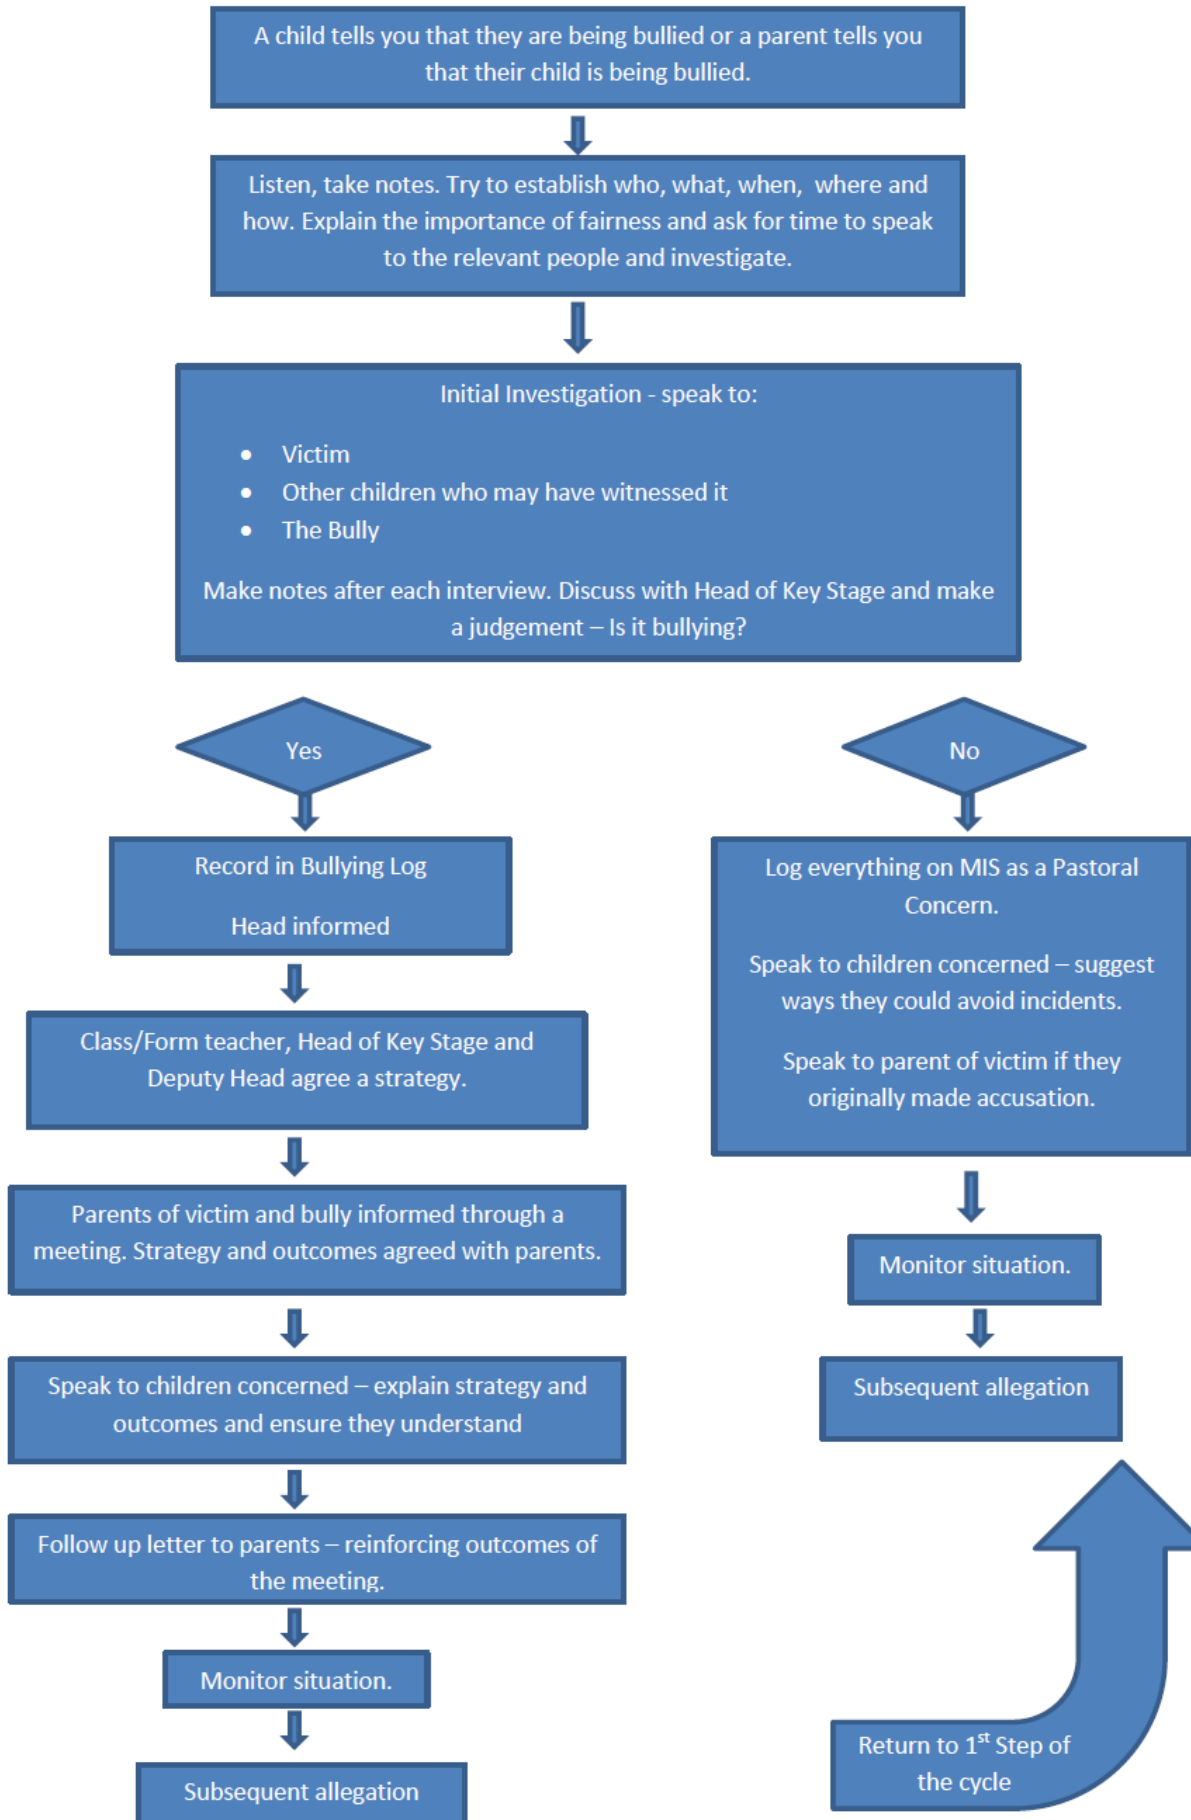 A child tells you that they are being bullied or a parent tells you
that their child is being bullied.
Listen, take notes. Try to establish who, what, when, where and
how. Explain the importance of fairness and ask for time to speak
to the relevant people and investigate.
Initial Investigation - speak to:
• Victim
• Other children who may have witnessed it
• The Bully
Make notes after each interview. Discuss with Head of Key Stage and make
a judgement – Is it bullying?
Yes
Record in Bullying Log
Head informed
Class/Form teacher, Head of Key Stage and
Deputy Head agree a strategy.
Parents of victim and bully informed through a
meeting. Strategy and outcomes agreed with parents.
Speak to children concerned – explain strategy and
outcomes and ensure they understand
Follow up letter to parents – reinforcing outcomes of
the meeting.
Monitor situation.
Subsequent allegation
No
Log everything on MIS as a Pastoral
Concern.
Speak to children concerned – suggest
ways they could avoid incidents.
Speak to parent of victim if they
originally made accusation.
Monitor situation.
Subsequent allegation
Return to 1st Step of
the cycle